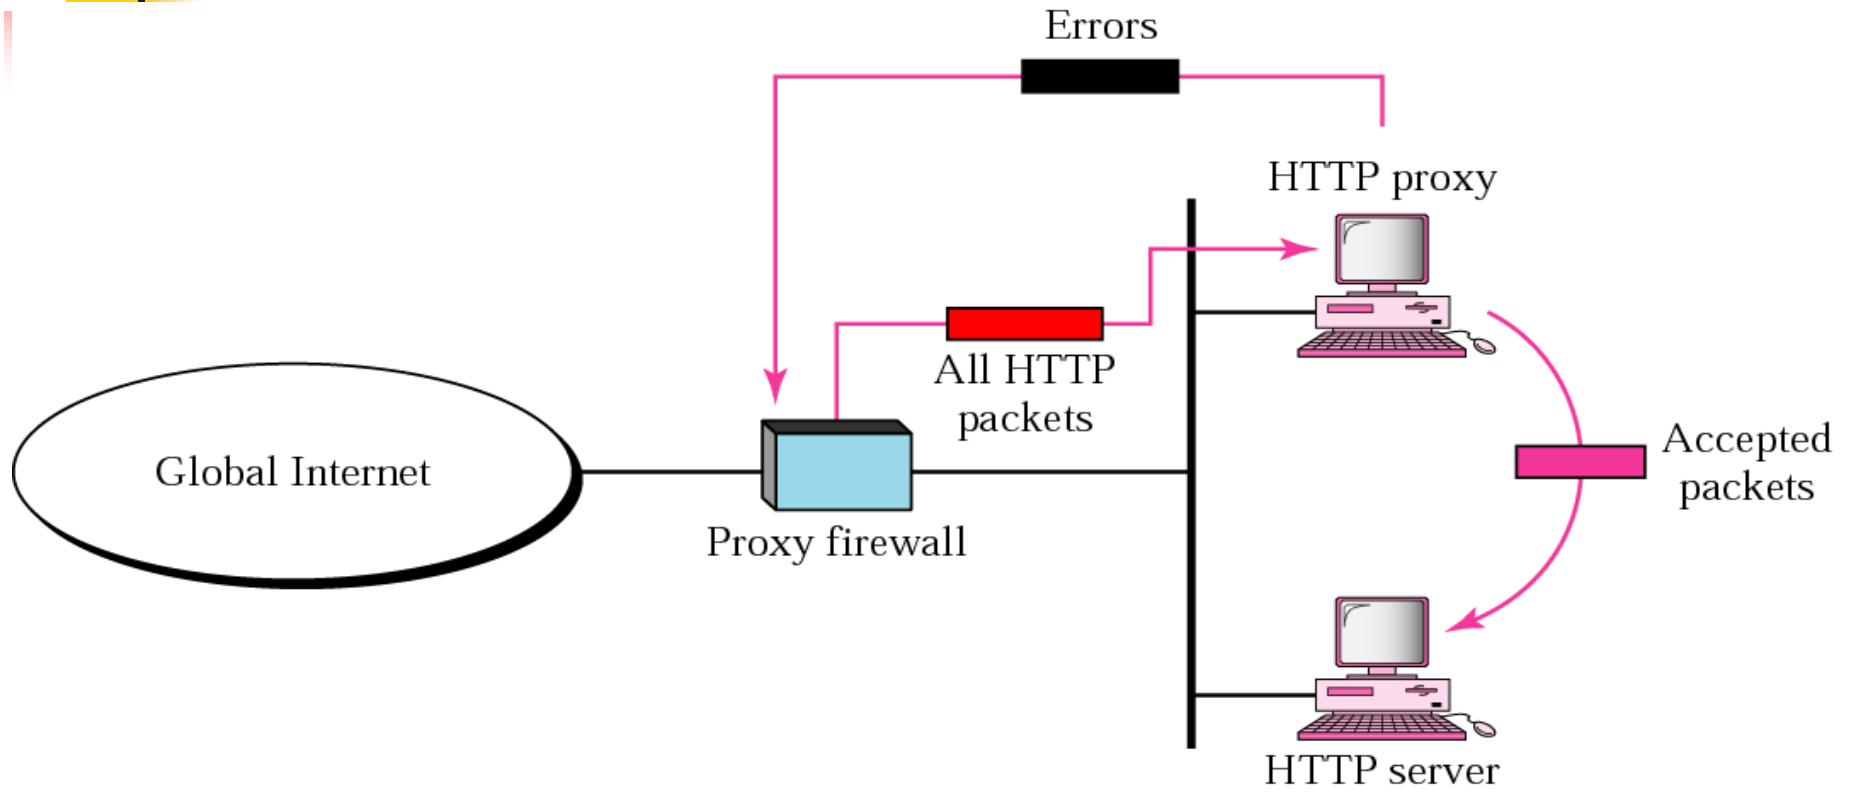 Errors
HTTP proxy
All HTTP
packets
Accepted
packets
Global Internet
Proxy firewall
HTTP server